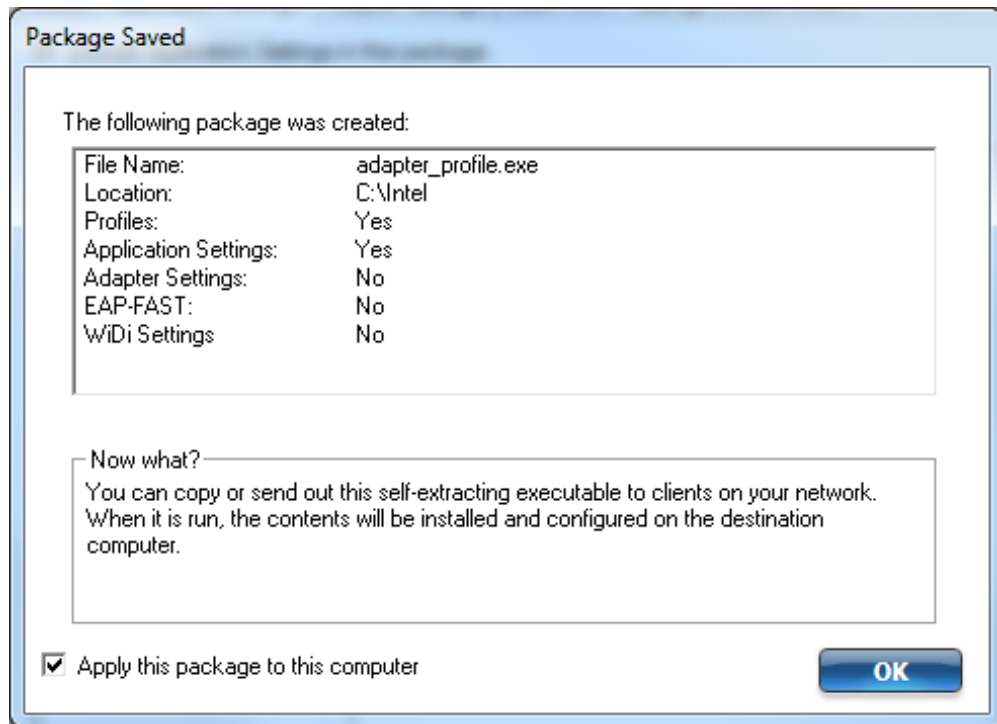 Package Saved
The following package was created:
File Name: adapter_profile.exe
Location: C:\Intel
Profiles: Yes
Application Settings: Yes
Adapter Settings: No
EAP-FAST: No
WiDi Settings No
Now what?
You can copy or send out this self-extracting executable to clients on your network.
When it is run, the contents will be installed and configured on the destination
computer.
Apply this package to this computer
OK